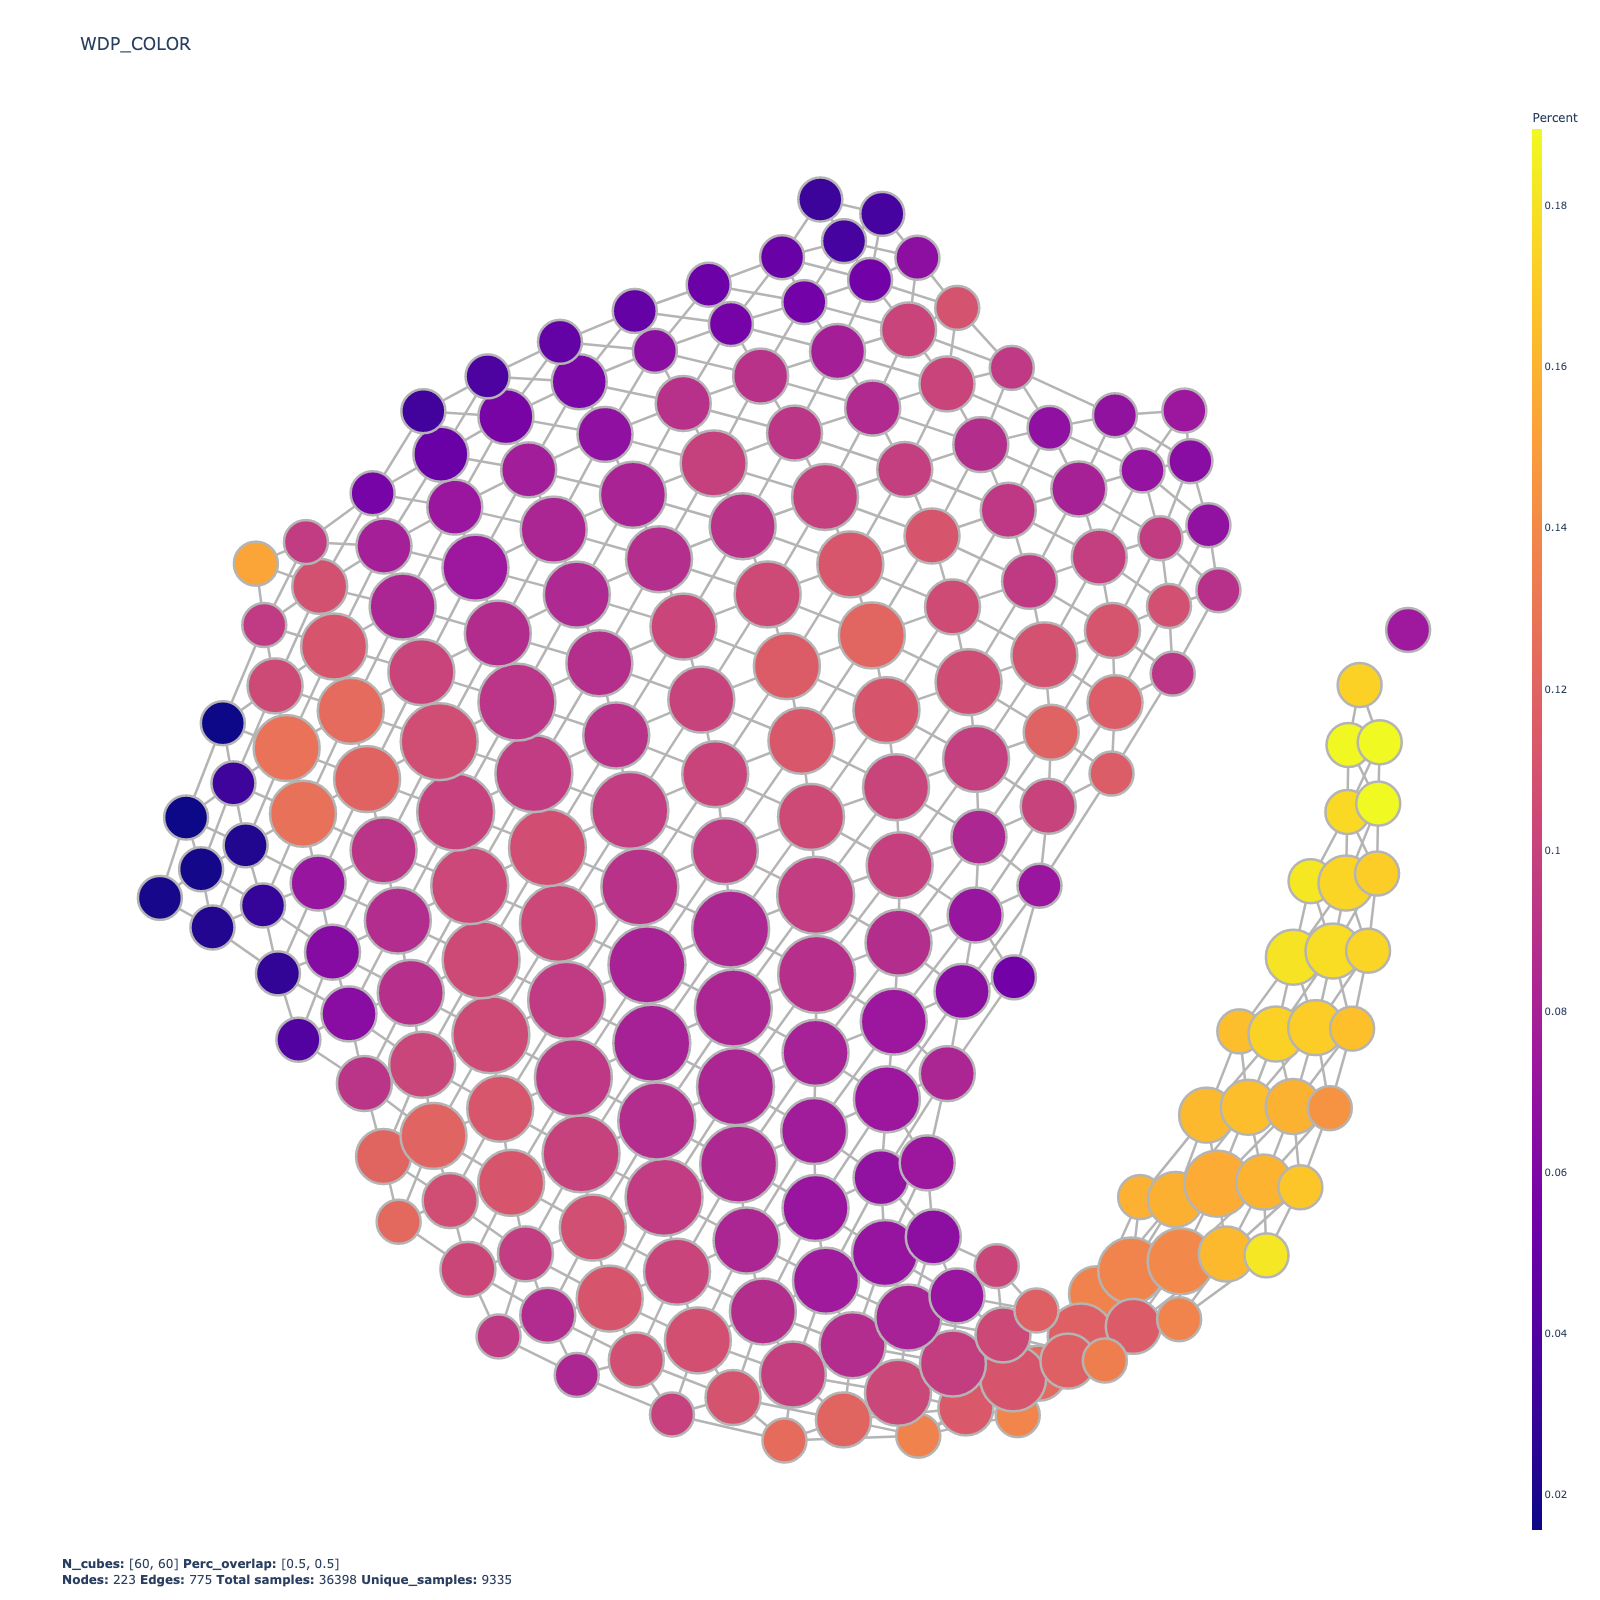 WDP_COLOR
Percent
0.18
0.16
0.14
0.12
0.1
0.08
0.06
0.04
0.02
N_cubes: [60, 60] Perc_overlap: [0.5, 0.5]
Nodes: 223 Edges: 775 Total samples: 36398 Unique_samples: 9335